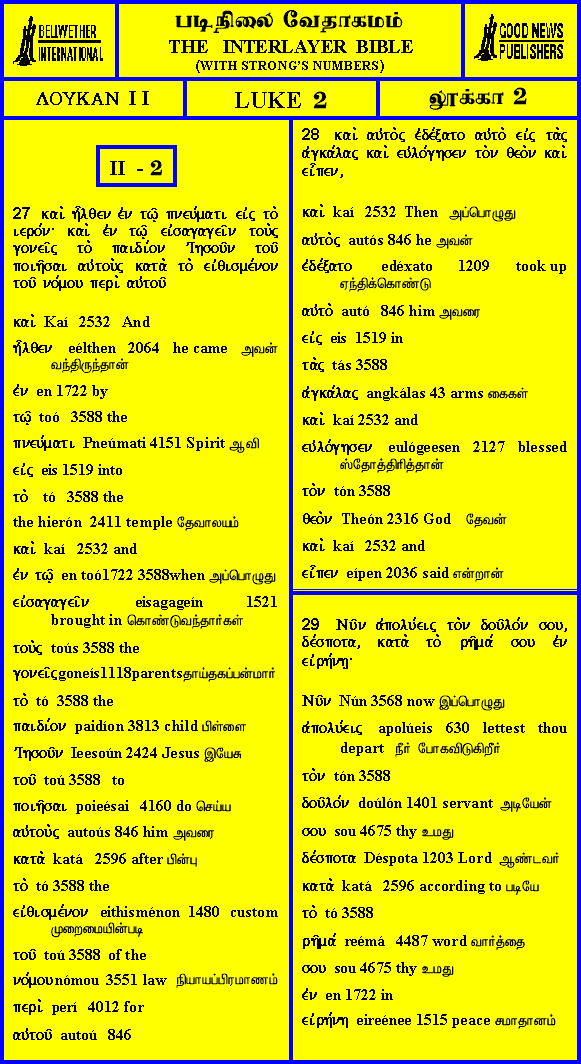 BELLWETHER
INTERNATIONAL
படிநிலை வேதாகமம்
THE INTERLAYER BIBLE
(WITH STRONG'S NUMBERS)
GOOD NEWS
PUBLISHERS
ΛΟΥΚΑΝ II
LUKE 2
லூக்கா 2
II - 2
27 καὶ ἦλθεν ἐν τῷ πνεύματι εἰς τὸ
ιερόν· καὶ ἐν τῷ εἰσαγαγεῖν τοὺς
γονεῖς τὸ παιδίον Ἰησοῦν τοῦ
ποιῆσαι αὐτοὺς κατὰ τὸ εἰθισμένον
τοῦ νόμου περὶ αὐτοῦ
καὶ Kaí 2532 And
ἦλθεν eélthen 2064 he came அவன்
வந்திருந்தான்
ἐν en 1722 by
τῷ toó 3588 the
πνεύματι Pneúmati 4151 Spirit ஆவி
εἰς eis 1519 into
τὸ tó 3588 the
the hierón 2411 temple தேவாலயம்
καὶ kaí 2532 and
ἐν τῷ en toó1722 3588when அப்பொழுது
εἰσαγαγεῖν eisagageín 1521
brought in கொண்டுவந்தார்கள்
τοὺς toús 3588 the
γονεῖς goneís1118parentsதாய்தகப்பன்மார்
τὸ tó 3588 the
παιδίον paidíon 3813 child பிள்ளை
Ἰησοῦν Ieesoún 2424 Jesus இயேசு
τοῦ toú 3588 to
ποιῆσαι poieésai 4160 do செய்ய
αὐτοὺς autoús 846 him அவரை
κατὰ katá 2596 after பின்பு
τὸ tó 3588 the
εἰθισμένον eithisménon 1480 custom
முறைமையின்படி
τοῦ toú 3588 of the
νόμου nómou 3551 law நியாயப்பிரமாணம்
περὶ perí 4012 for
αὐτοῦ autoú 846
28 καὶ αὐτὸς ἐδέξατο αὐτὸ εἰς τὰς
ἀγκάλας καὶ εὐλόγησεν τὸν θεὸν καὶ
εἶπεν,
καὶ kaí 2532 Then அப்பொழுது
αὐτὸς autós 846 he அவன்
ἐδέξατο edéxato 1209 took up
ஏந்திக்கொண்டு
αὐτὸ autó 846 him அவரை
εἰς eis 1519 in
τὰς tás 3588
ἀγκάλας angkálas 43 arms கைகள்
καὶ kaí 2532 and
εὐλόγησεν eulógeesen 2127 blessed
ஸ்தோத்திரித்தான்
τὸν tón 3588
θεὸν Theón 2316 God தேவன்
καὶ kaí 2532 and
εἶπεν eípen 2036 said என்றான்
29 Νῦν ἀπολύεις τὸν δοῦλόν σου,
δέσποτα, κατὰ τὸ ρῆμά σου ἐν
εἰρήνῃ·
Νῦν Nún 3568 now இப்பொழுது
ἀπολύεις apolúeis 630 lettest thou
depart நீர் போகவிடுகிறீர்
τὸν tón 3588
δοῦλόν doúlón 1401 servant அடியேன்
σου sou 4675 thy உமது
δέσποτα Déspota 1203 Lord ஆண்டவர்
κατὰ katá 2596 according to படியே
τὸ tó 3588
ρῆμά reémá 4487 word வார்த்தை
σου sou 4675 thy உமது
ἐν en 1722 in
εἰρήνῃ eireénee 1515 peace சமாதானம்